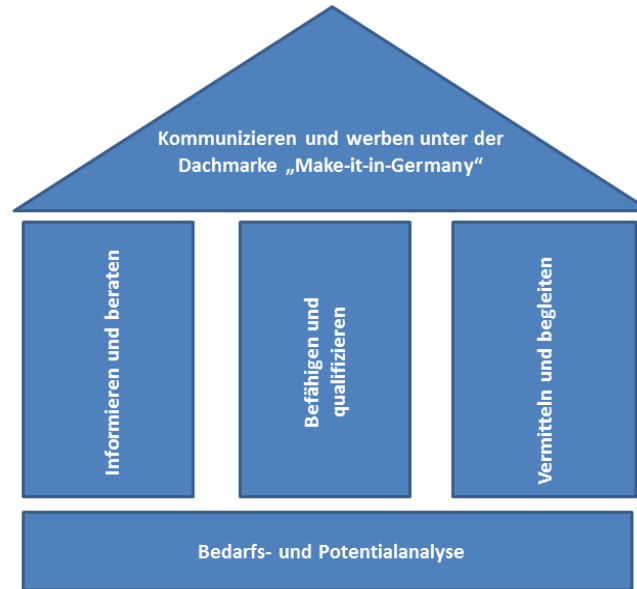 Kommunizieren und werben unter der
Dachmarke „Make-it-in-Germany“
Informieren und beraten
Befähigen und
qualifizieren
Vermitteln und begleiten
Bedarfs- und Potentialanalyse